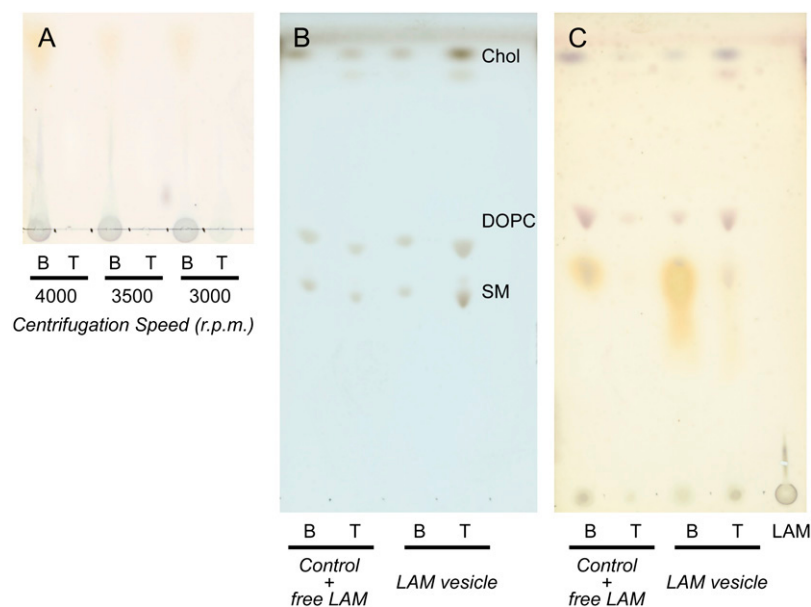 A
B T B T B T
4000 3500 3000
Centrifugation Speed (r.p.m.)
B
Chol
DOPC
SM
B T B T
Control
+
free LAM
LAM vesicle
C
B T B T LAM
Control
+
free LAM
LAM vesicle